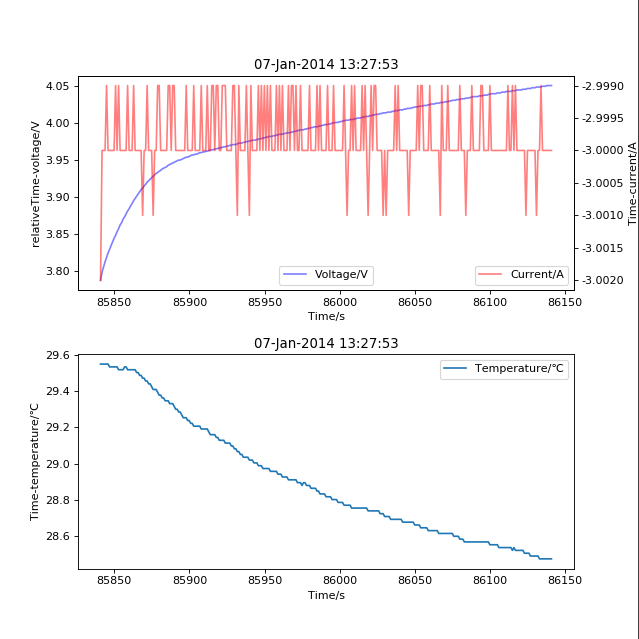 07-Jan-2014 13:27:53
4.05
4.00
3.95
3.90
3.85
3.80
relativeTime-voltage/V
-2.9990
-2.9995
-3.0000
-3.0005
-3.0010
-3.0015
-3.0020
Time-current/A
Voltage/V
Current/A
85850 85900 85950 86000 86050 86100 86150
Time/s
07-Jan-2014 13:27:53
29.6
29.4
29.2
29.0
28.8
28.6
Time-temperature/℃
Temperature/℃
85850 85900 85950 86000 86050 86100 86150
Time/s